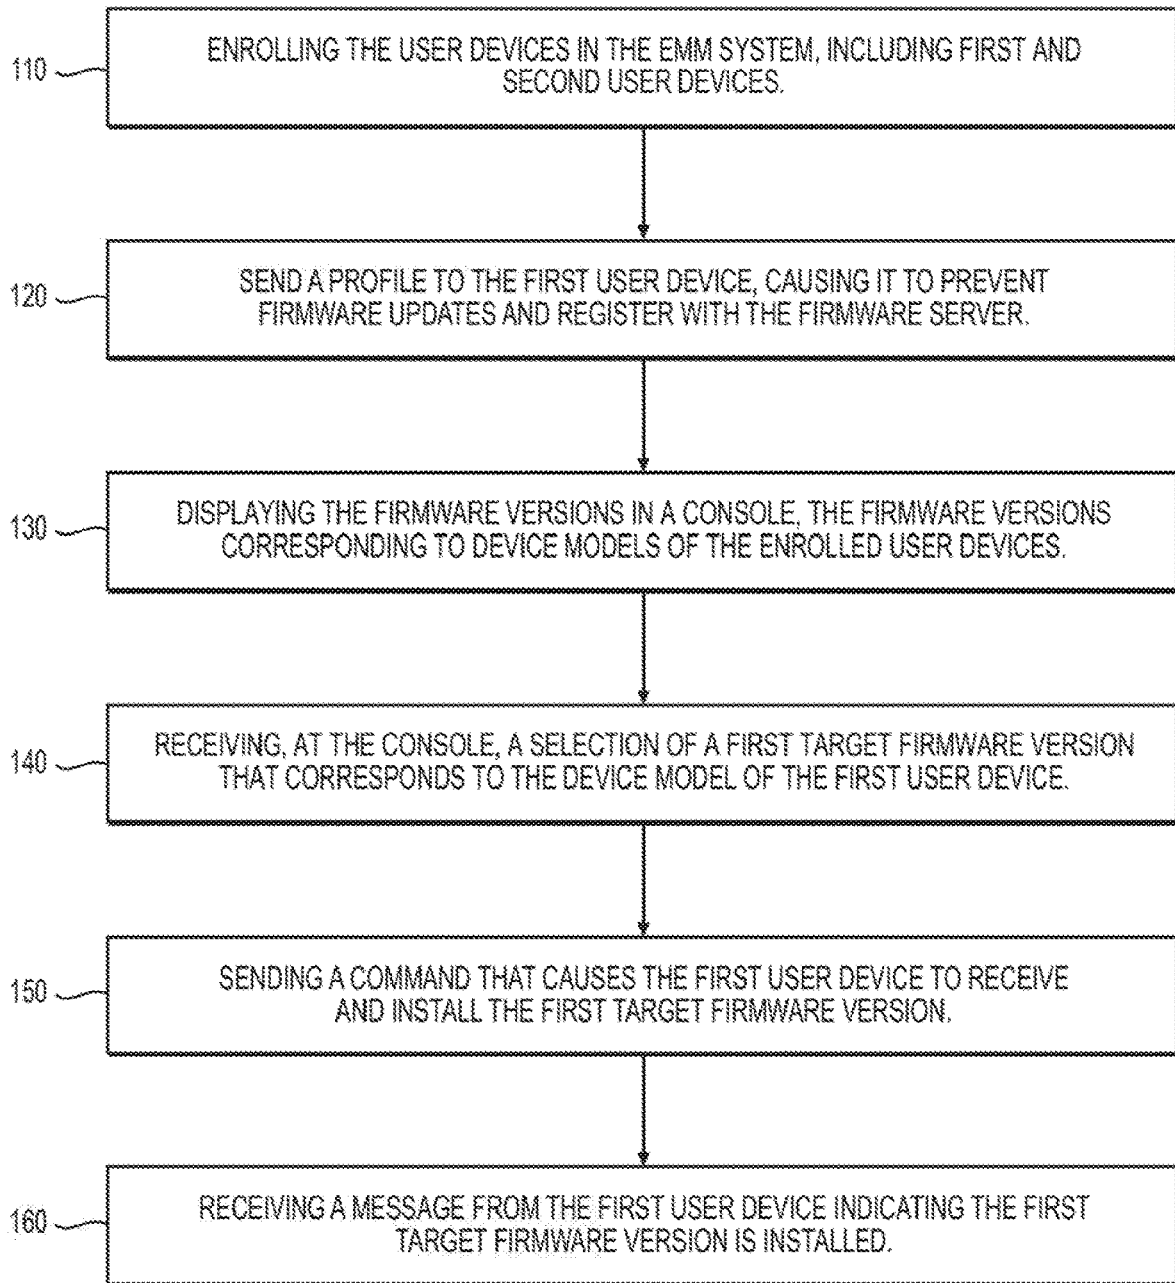 110
ENROLLING THE USER DEVICES IN THE EMM SYSTEM, INCLUDING FIRST AND
SECOND USER DEVICES.
120
SEND A PROFILE TO THE FIRST USER DEVICE, CAUSING IT TO PREVENT
FIRMWARE UPDATES AND REGISTER WITH THE FIRMWARE SERVER.
130
DISPLAYING THE FIRMWARE VERSIONS IN A CONSOLE, THE FIRMWARE VERSIONS
CORRESPONDING TO DEVICE MODELS OF THE ENROLLED USER DEVICES.
140
RECEIVING, AT THE CONSOLE, A SELECTION OF A FIRST TARGET FIRMWARE VERSION
THAT CORRESPONDS TO THE DEVICE MODEL OF THE FIRST USER DEVICE.
150
SENDING A COMMAND THAT CAUSES THE FIRST USER DEVICE TO RECEIVE
AND INSTALL THE FIRST TARGET FIRMWARE VERSION.
160
RECEIVING A MESSAGE FROM THE FIRST USER DEVICE INDICATING THE FIRST
TARGET FIRMWARE VERSION IS INSTALLED.